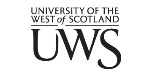 UNIVERSITY OF THE
WEST OF SCOTLAND
UWS